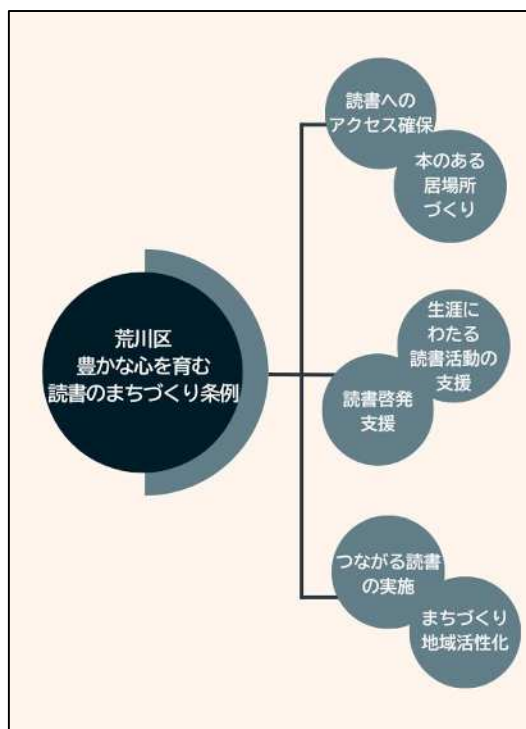 荒川区
豊かな心を育む
読書のまちづくり条例
読書への
アクセス確保
本のある
居場所
づくり
生涯に
わたる
読書活動の
支援
読書啓発
支援
つながる読書
の実施
まちづくり
地域活性化